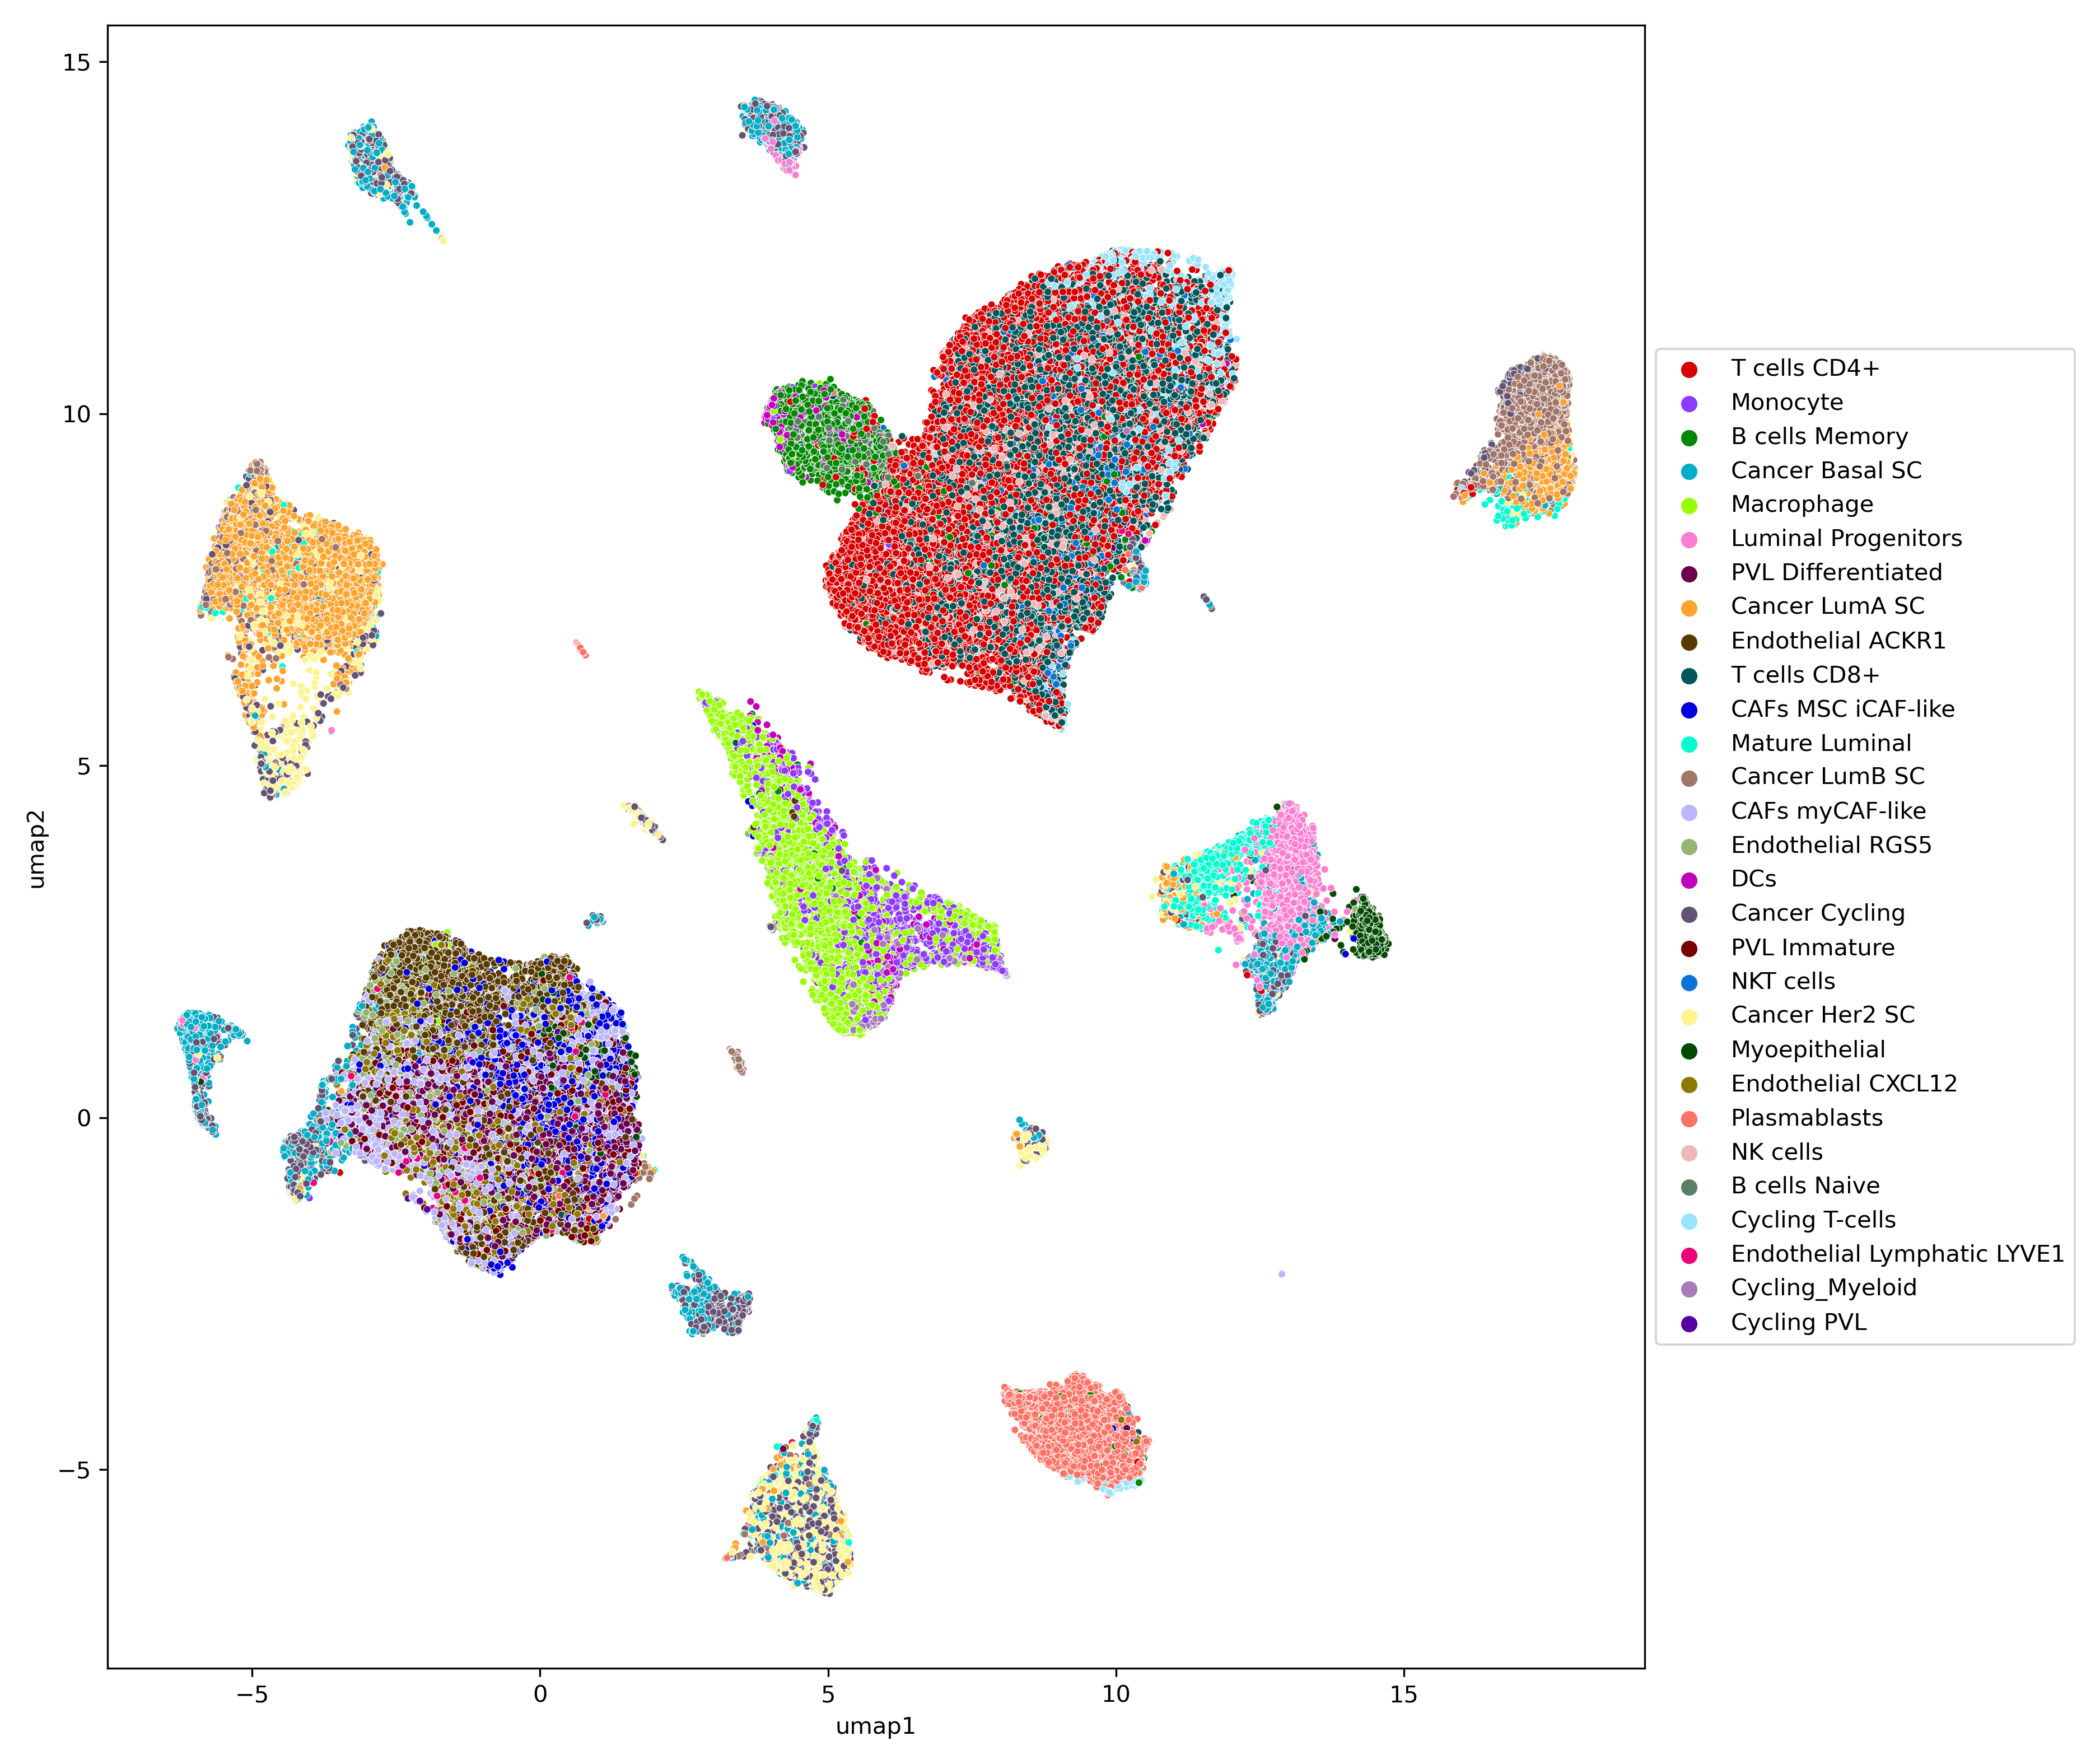 15
10
5
0
−5
umap2
−5
0
5
10
15
umap1
T cells CD4+
Monocyte
B cells Memory
Cancer Basal SC
Macrophage
Luminal Progenitors
PVL Differentiated
Cancer LumA SC
Endothelial ACKR1
T cells CD8+
CAFs MSC iCAF-like
Mature Luminal
Cancer LumB SC
CAFs myCAF-like
Endothelial RGS5
DCs
Cancer Cycling
PVL Immature
NKT cells
Cancer Her2 SC
Myoepithelial
Endothelial CXCL12
Plasmablasts
NK cells
B cells Naive
Cycling T-cells
Endothelial Lymphatic LYVE1
Cycling_Myeloid
Cycling PVL